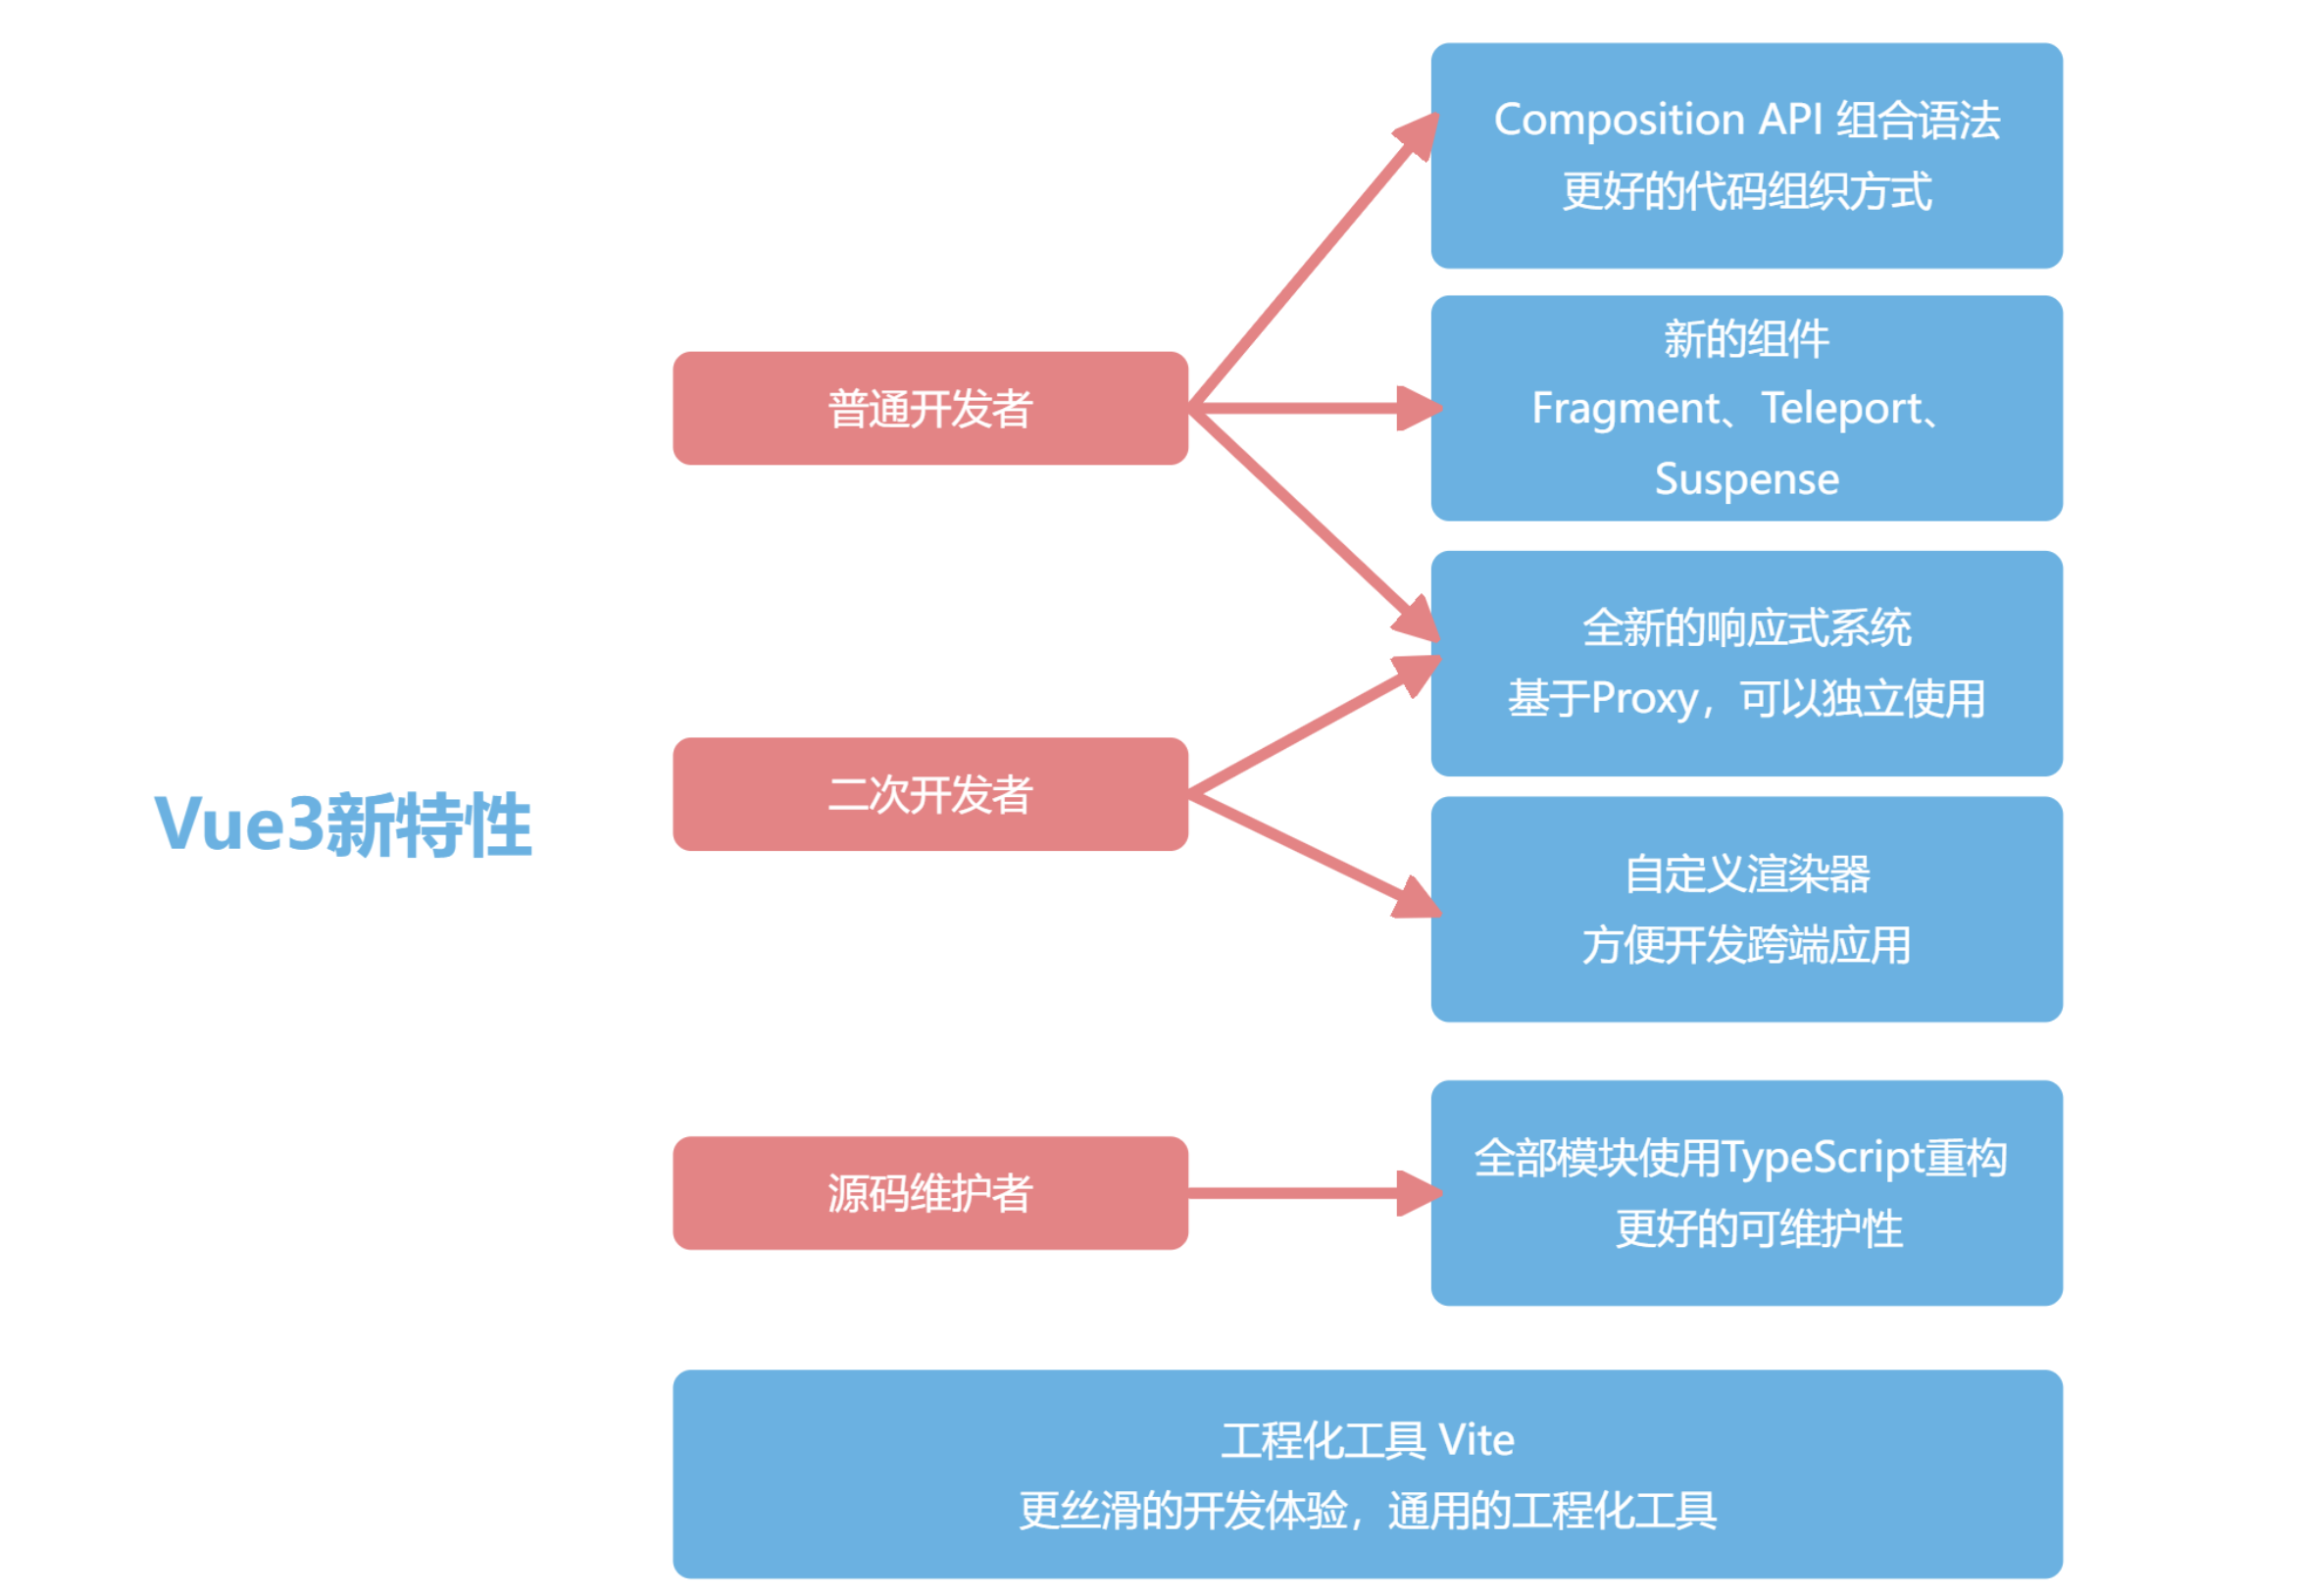 Vue3新特性
普通开发者
Composition API 组合语法
更好的代码组织方式
新的组件
Fragment、Teleport、
Suspense
全新的响应式系统
基于Proxy，可以独立使用
二次开发者
自定义渲染器
方便开发跨端应用
源码维护者
全部模块使用TypeScript重构
更好的可维护性
工程化工具 Vite
更丝滑的开发体验，通用的工程化工具